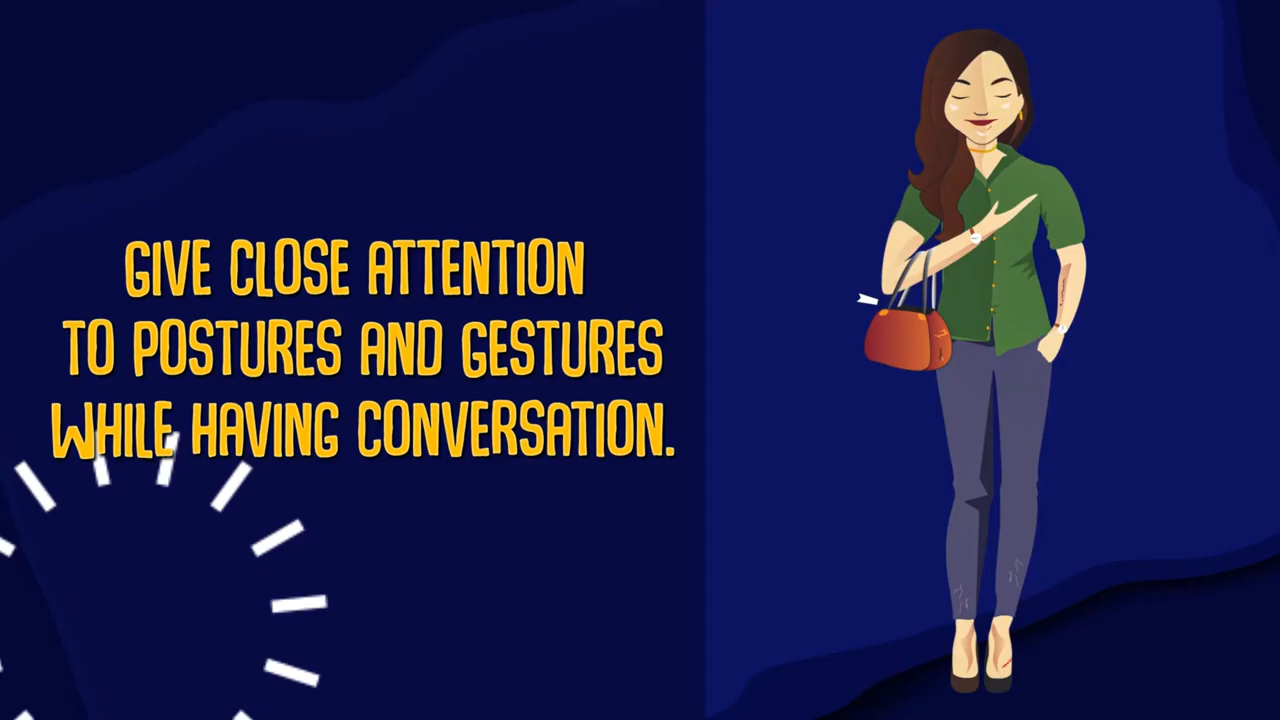 GIVE CLOSE ATTENTION
TO POSTURES AND GESTURES
WHILE HAVING CONVERSATION.